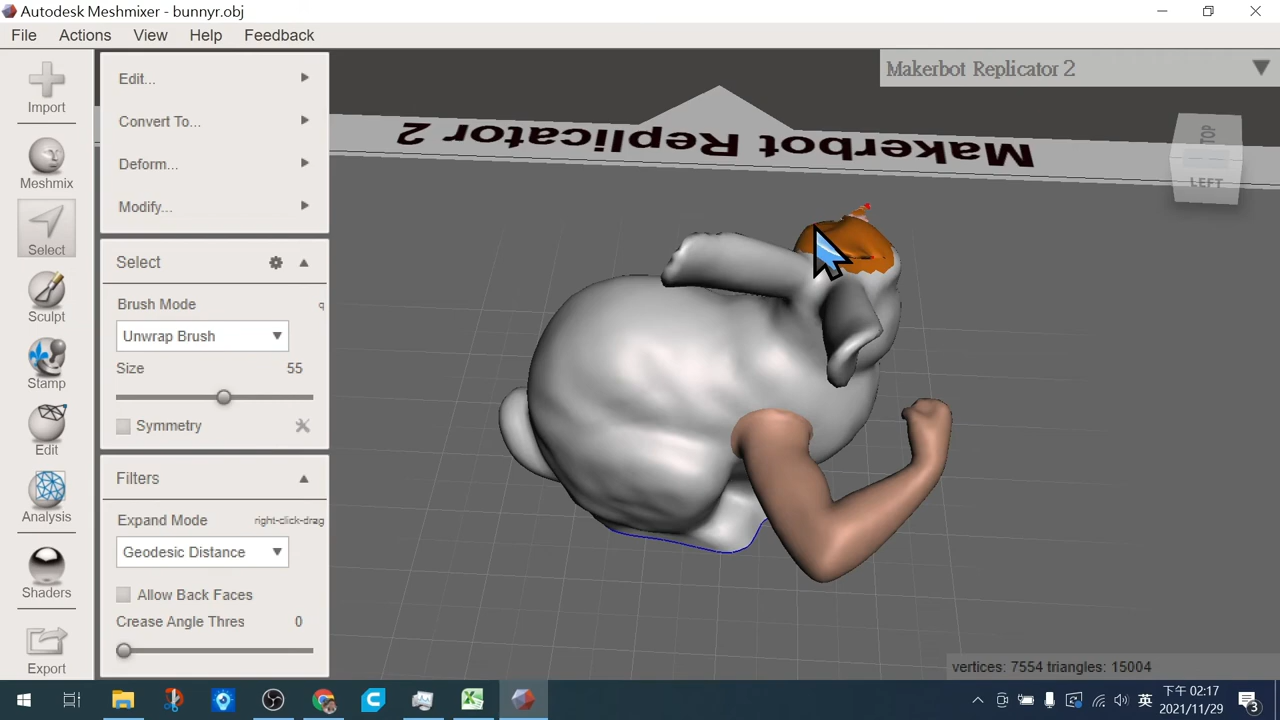 Autodesk Meshmixer - bunnyr.obj
File Actions View Help Feedback
Import
Meshmix
Select
Sculpt
Stamp
Edit
Analysis
Shaders
Export
Edit...
Convert To...
Deform...
Modify...
Select
Brush Mode q
Unwrap Brush
Size 55
Symmetry
Filters
Expand Mode right-click-drag
Geodesic Distance
Allow Back Faces
Crease Angle Thres 0
Makerbot Replicator 2
Makerbot Replicator 2
TOP
LEFT
vertices: 7554 triangles: 15004
英
下午 02:17
2021/11/29
3